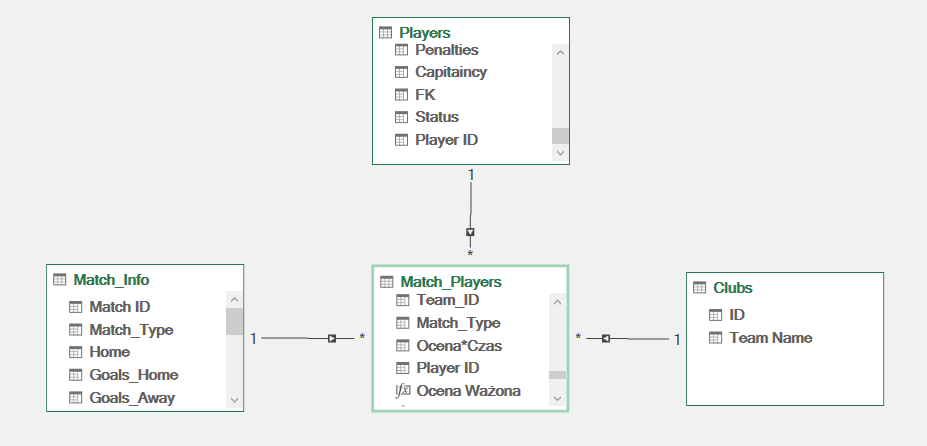 Players
Penalties
Capitaincy
FK
Status
Player ID
1
*
Match_Info
Match ID
Match_Type
Home
Goals_Home
Goals_Away
1
*
Match_Players
Team_ID
Match_Type
Ocena*Czas
Player ID
fx Ocena Ważona
*
1
Clubs
ID
Team Name